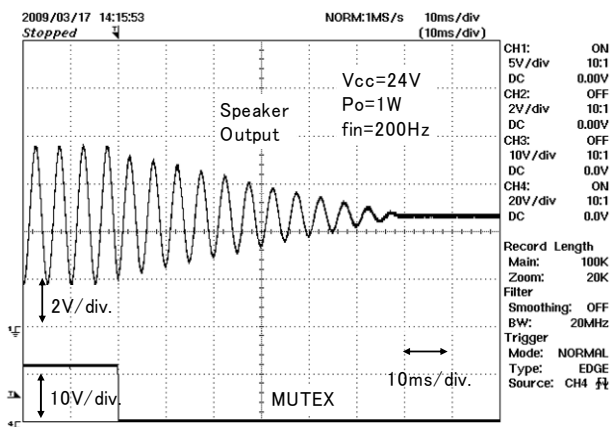 2009/03/17 14:15:53 NORM:1MS/s 10ms/div
Stopped (10ms/div)
CH1: ON
5V/div 10:1
DC 0.00V
CH2: OFF
2V/div 10:1
DC 0.00V
CH3: OFF
10V/div 10:1
DC 0.0V
CH4: ON
20V/div 10:1
DC 0.0V
Record Length
Main: 100K
Zoom: 20K
Filter
Smoothing: OFF
BW: 20MHz
Trigger
Mode: NORMAL
Type: EDGE
Source: CH4
Speaker
Output
Vcc=24V
Po=1W
fin=200Hz
2V/div.
10V/div.
MUTEX
10ms/div.